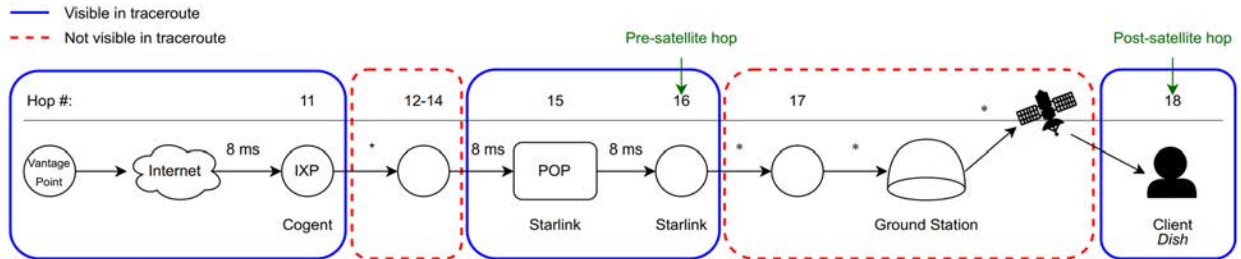 Visible in traceroute
Not visible in traceroute
Pre-satellite hop
Post-satellite hop
Hop #:
11
12-14
15
16
17
*
18
Vantage
Point
Internet
8 ms
IXP
*
8 ms
POP
8 ms
*
*
Cogent
Starlink
Starlink
Ground Station
Client
Dish